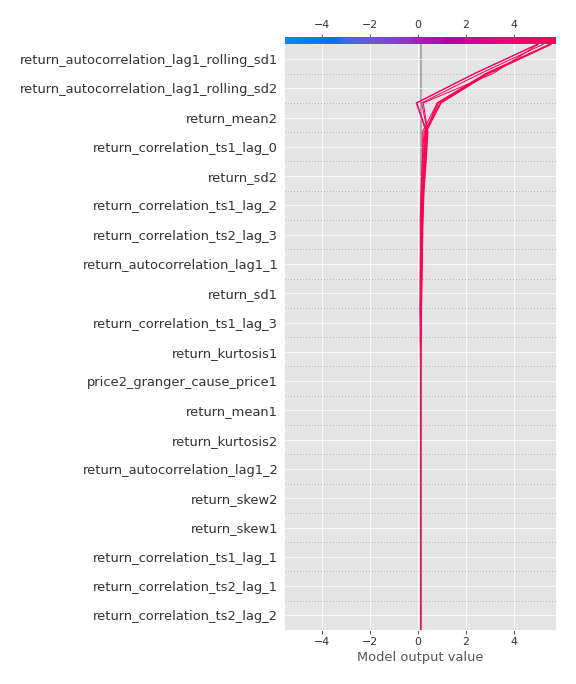 −4 −2 0 2 4
return_autocorrelation_lag1_rolling_sd1
return_autocorrelation_lag1_rolling_sd2
return_mean2
return_correlation_ts1_lag_0
return_sd2
return_correlation_ts1_lag_2
return_correlation_ts2_lag_3
return_autocorrelation_lag1_1
return_sd1
return_correlation_ts1_lag_3
return_kurtosis1
price2_granger_cause_price1
return_mean1
return_kurtosis2
return_autocorrelation_lag1_2
return_skew2
return_skew1
return_correlation_ts1_lag_1
return_correlation_ts2_lag_1
return_correlation_ts2_lag_2
−4 −2 0 2 4
Model output value